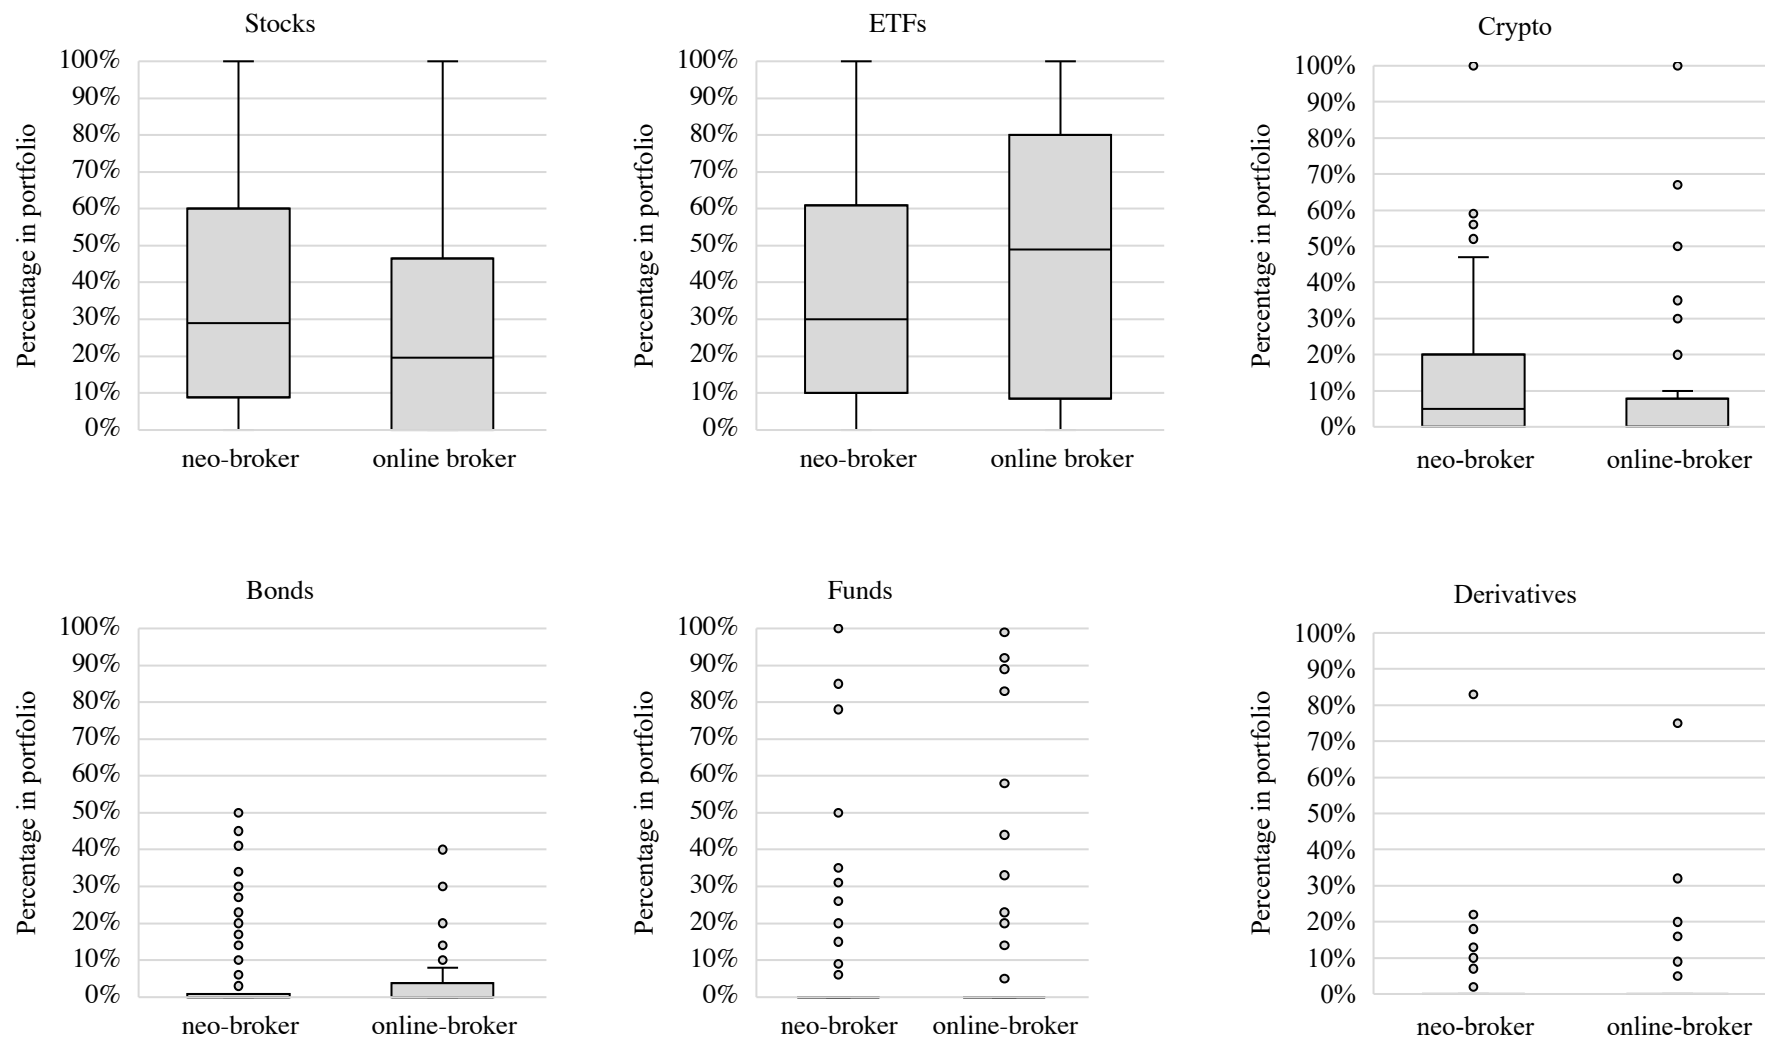 Stocks
100%
90%
80%
70%
60%
50%
40%
30%
20%
10%
0%
Percentage in portfolio
neo-broker
online broker
ETFs
100%
90%
80%
70%
60%
50%
40%
30%
20%
10%
0%
Percentage in portfolio
neo-broker
online broker
Crypto
100%
90%
80%
70%
60%
50%
40%
30%
20%
10%
0%
Percentage in portfolio
neo-broker
online-broker
Bonds
100%
90%
80%
70%
60%
50%
40%
30%
20%
10%
0%
Percentage in portfolio
neo-broker
online-broker
Funds
100%
90%
80%
70%
60%
50%
40%
30%
20%
10%
0%
Percentage in portfolio
neo-broker
online-broker
Derivatives
100%
90%
80%
70%
60%
50%
40%
30%
20%
10%
0%
Percentage in portfolio
neo-broker
online-broker